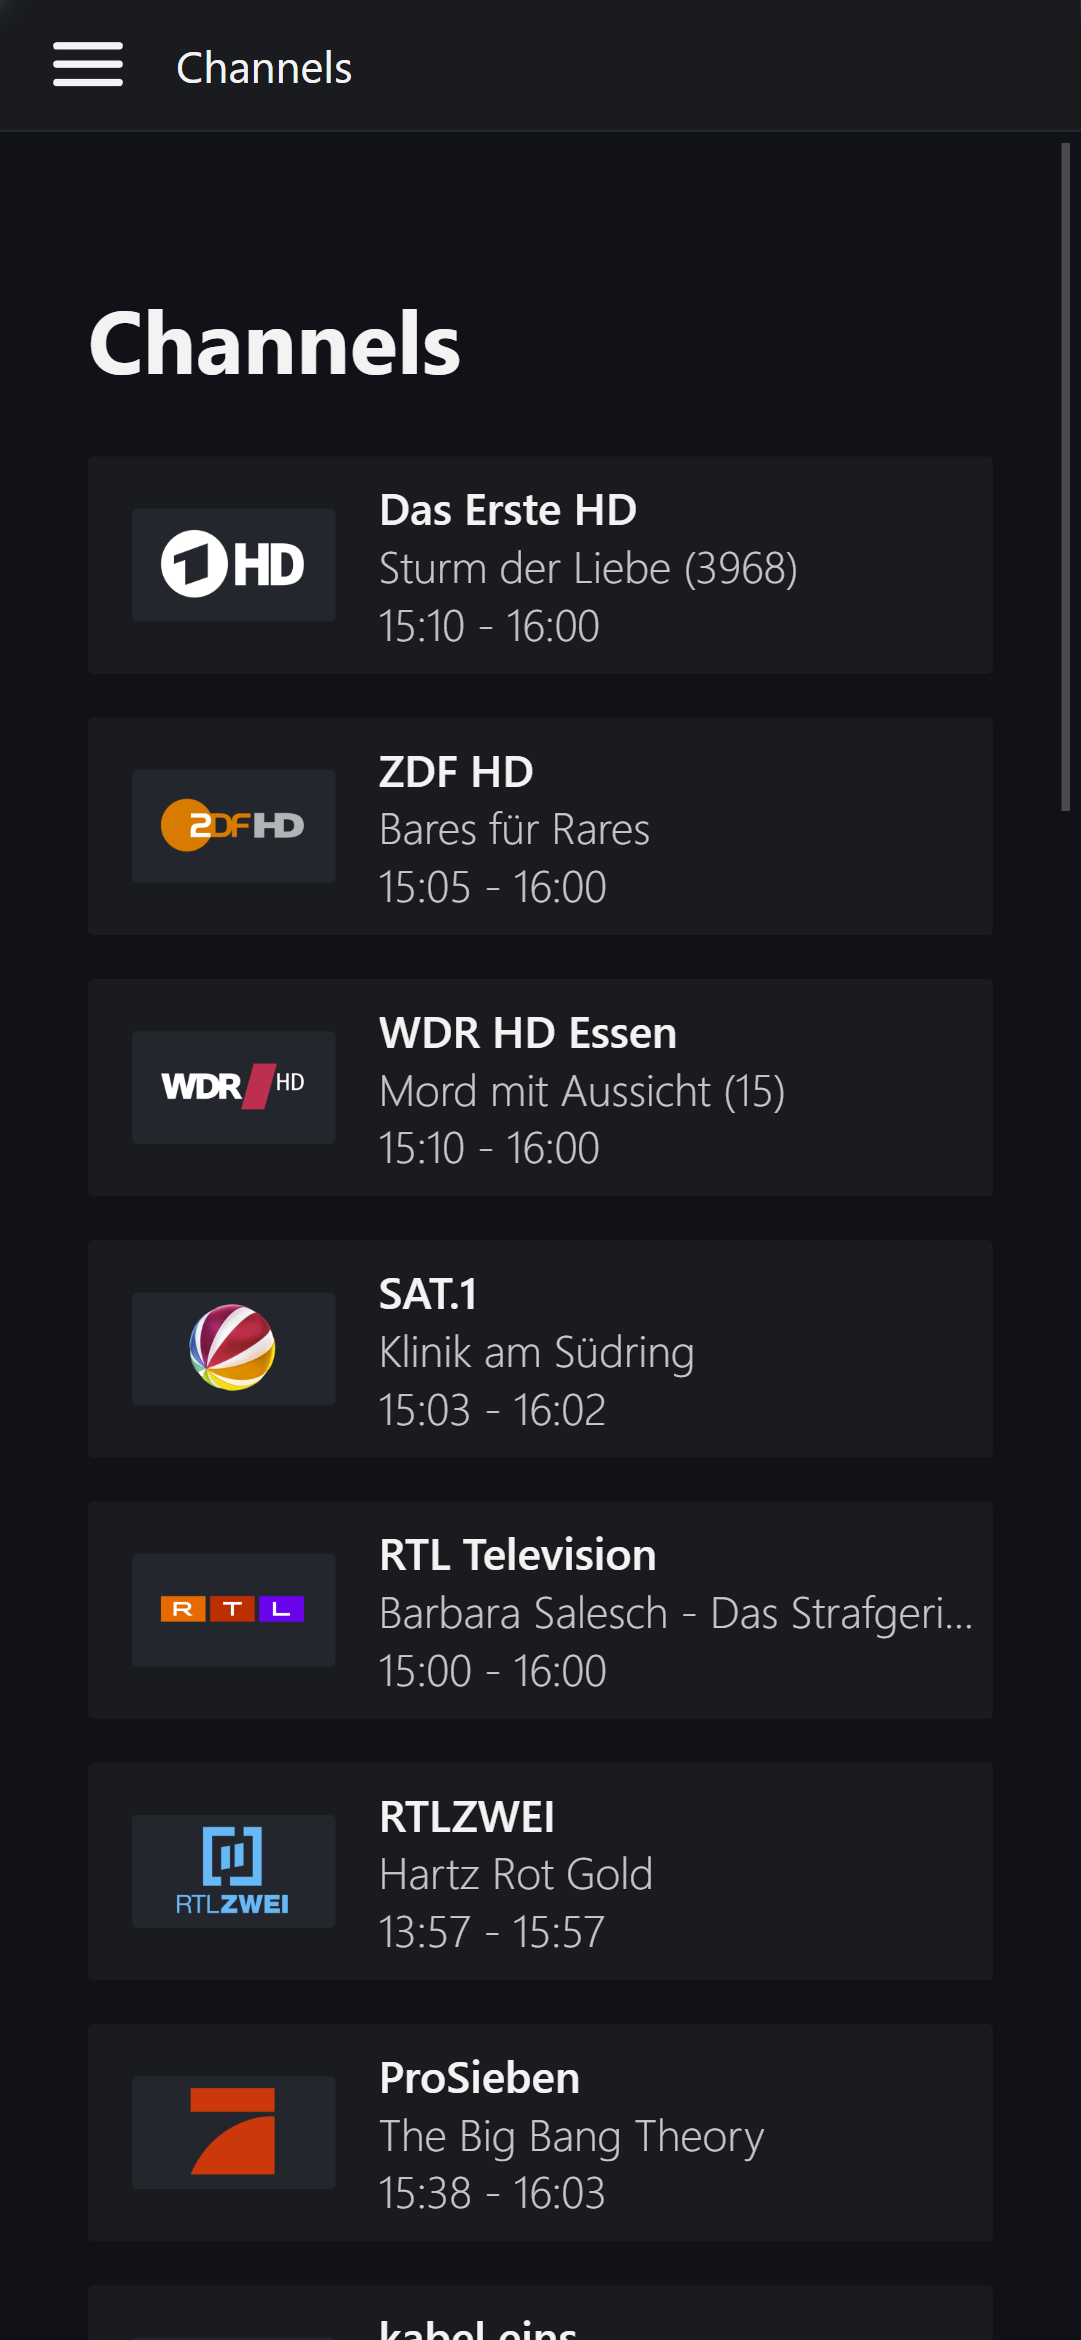 Channels
Channels
HD
Das Erste HD
Sturm der Liebe (3968)
15:10 - 16:00
2DF HD
ZDF HD
Bares für Rares
15:05 - 16:00
WDR HD
WDR HD Essen
Mord mit Aussicht (15)
15:10 - 16:00
SAT.1
Klinik am Südring
15:03 - 16:02
R T L
RTL Television
Barbara Salesch - Das Strafgeri...
15:00 - 16:00
RTLZWEI
RTLZWEI
Hartz Rot Gold
13:57 - 15:57
ProSieben
The Big Bang Theory
15:38 - 16:03
kabel eins